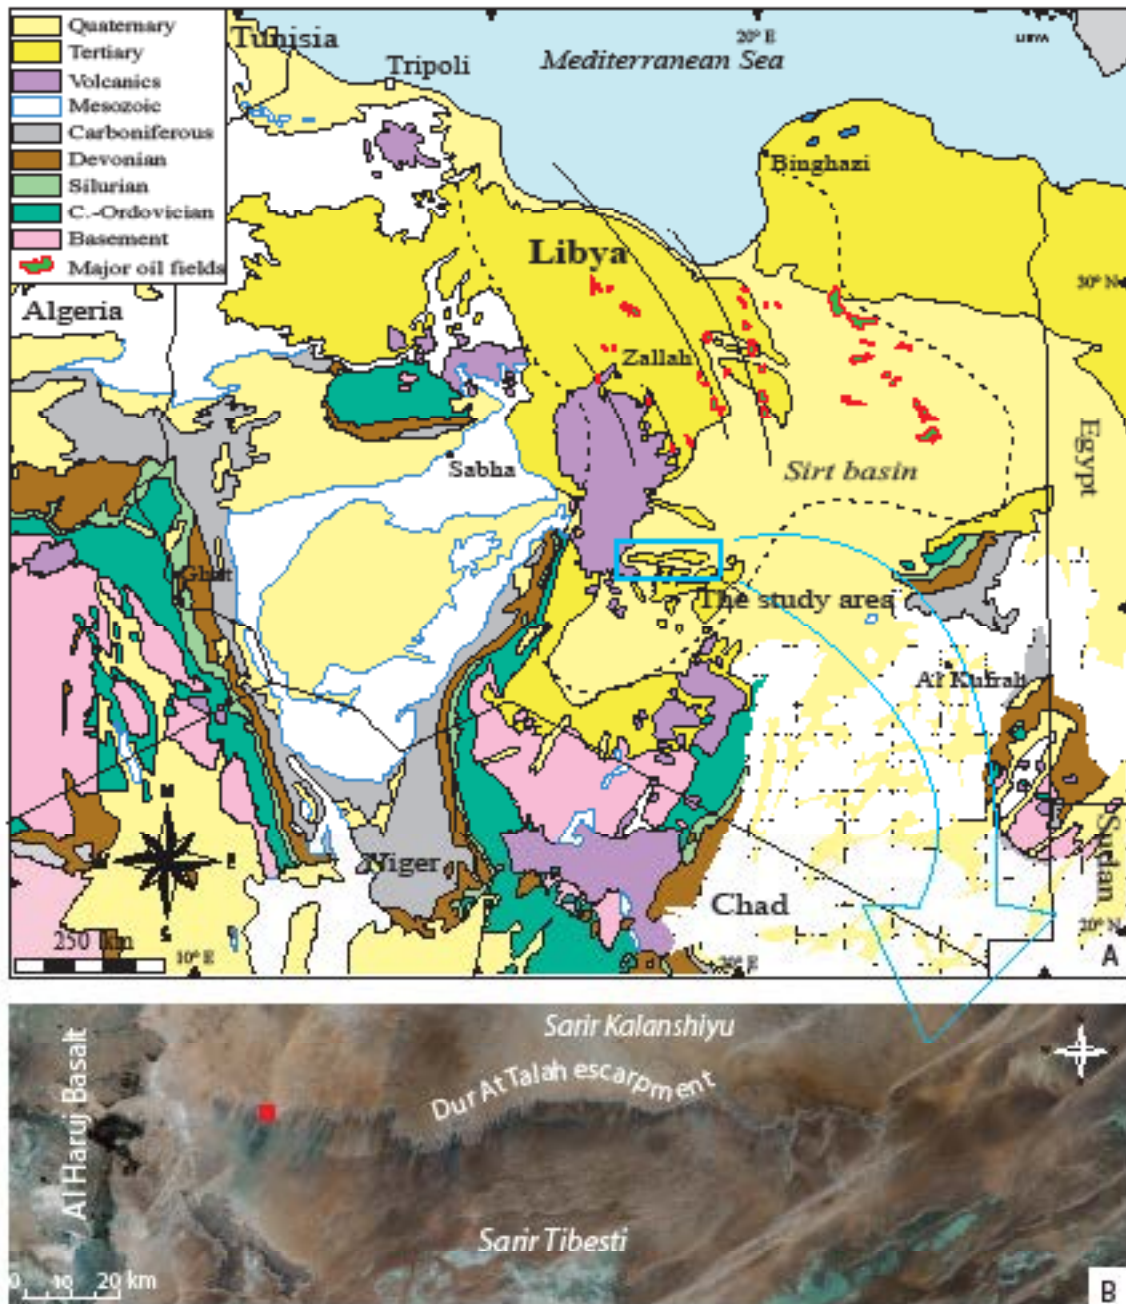 Quaternary
Tertiary
Volcanics
Mesozoic
Carboniferous
Devonian
Silurian
C.-Ordovician
Basement
Major oil fields
Tunisia
Tripoli
20° E
Mediterranean Sea
LIBYA
Binghazi
Libya
30° N
Algeria
Zallah
Egypt
Sabha
Sirt basin
Ghat
The study area
Al Kufrah
Niger
Sudan
Chad
E
S
250 km
10° E
20° E
20° N
A
Al Haruj Basalt
Sarir Kalanshiyu
Dur At Talah escarpment
Sarir Tibesti
0 10 20 km
B